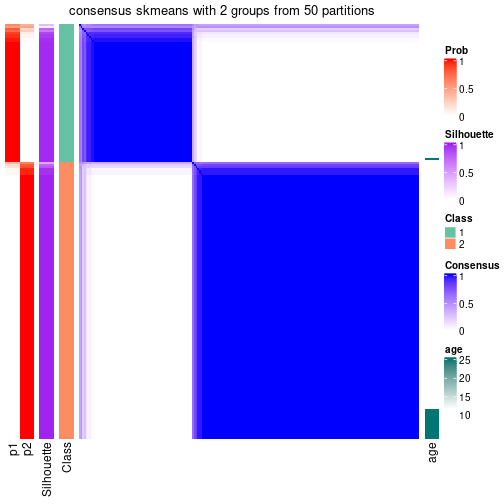 consensus skmeans with 2 groups from 50 partitions
Prob
1
0.5
0
Silhouette
1
0.5
0
Class
1
2
Consensus
1
0.5
0
age
25
20
15
10
p1
p2
Silhouette
Class
age